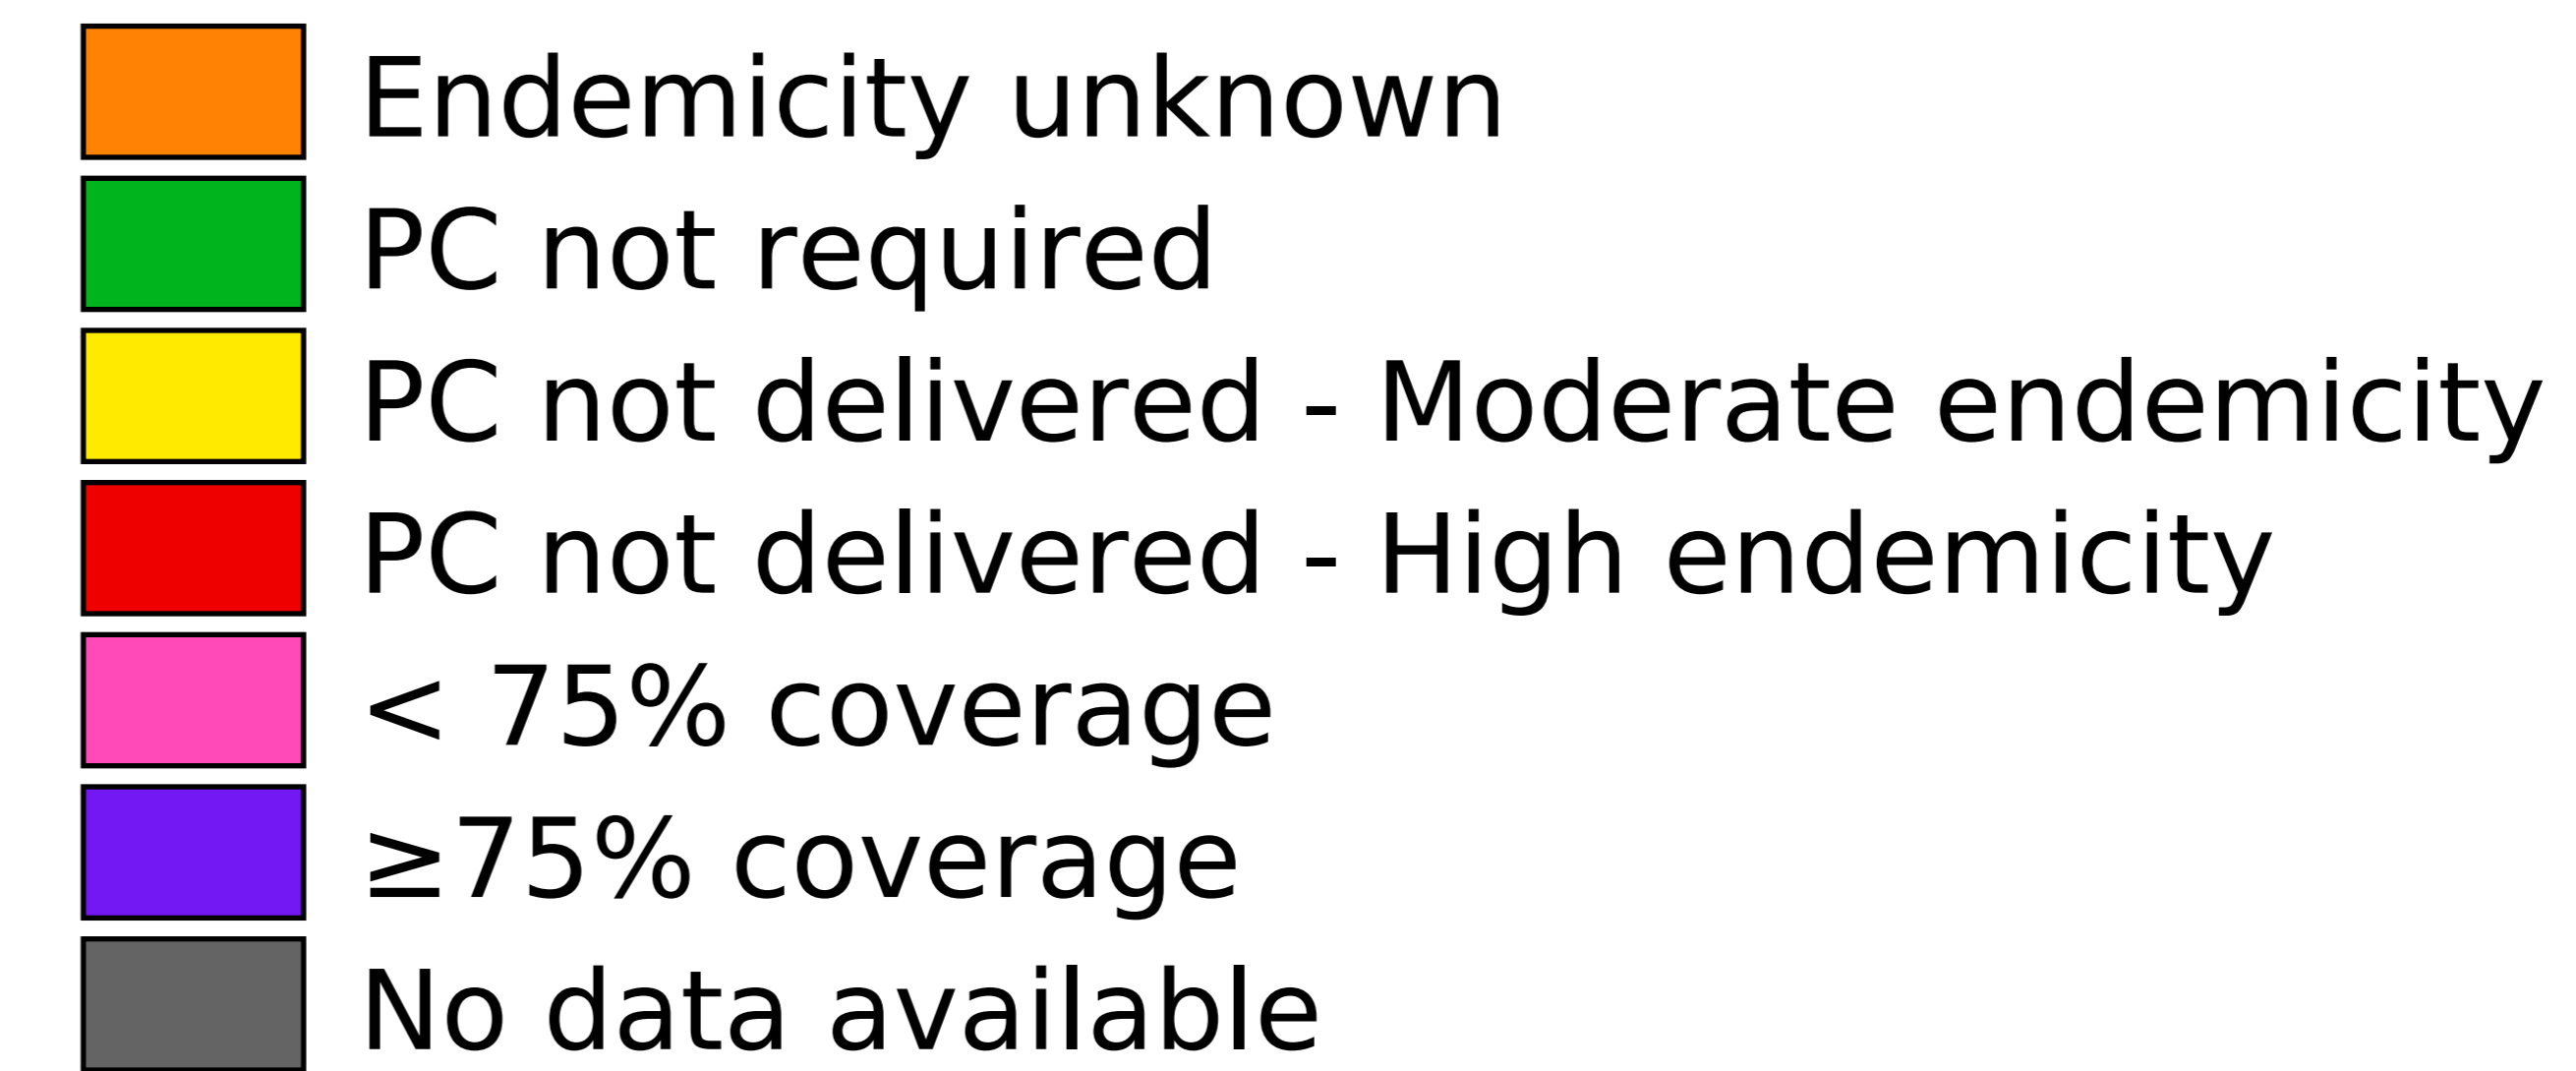 Endemicity unknown
PC not required
PC not delivered - Moderate endemicity
PC not delivered - High endemicity
< 75% coverage
≥75% coverage
No data available